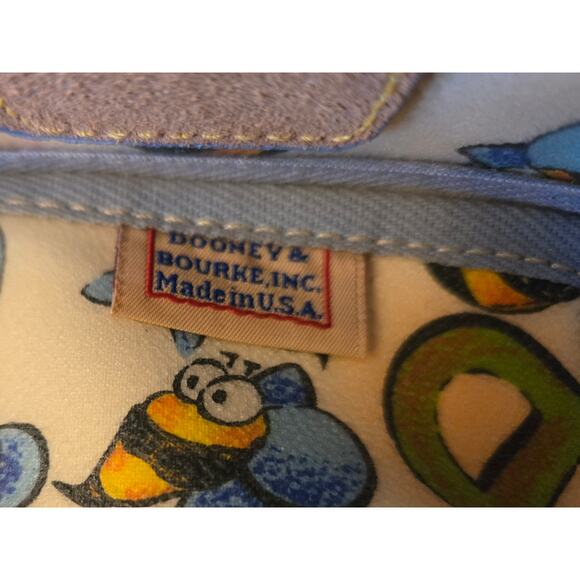 DOONEY &
BOURKE, INC.
Made in U.S.A.
D